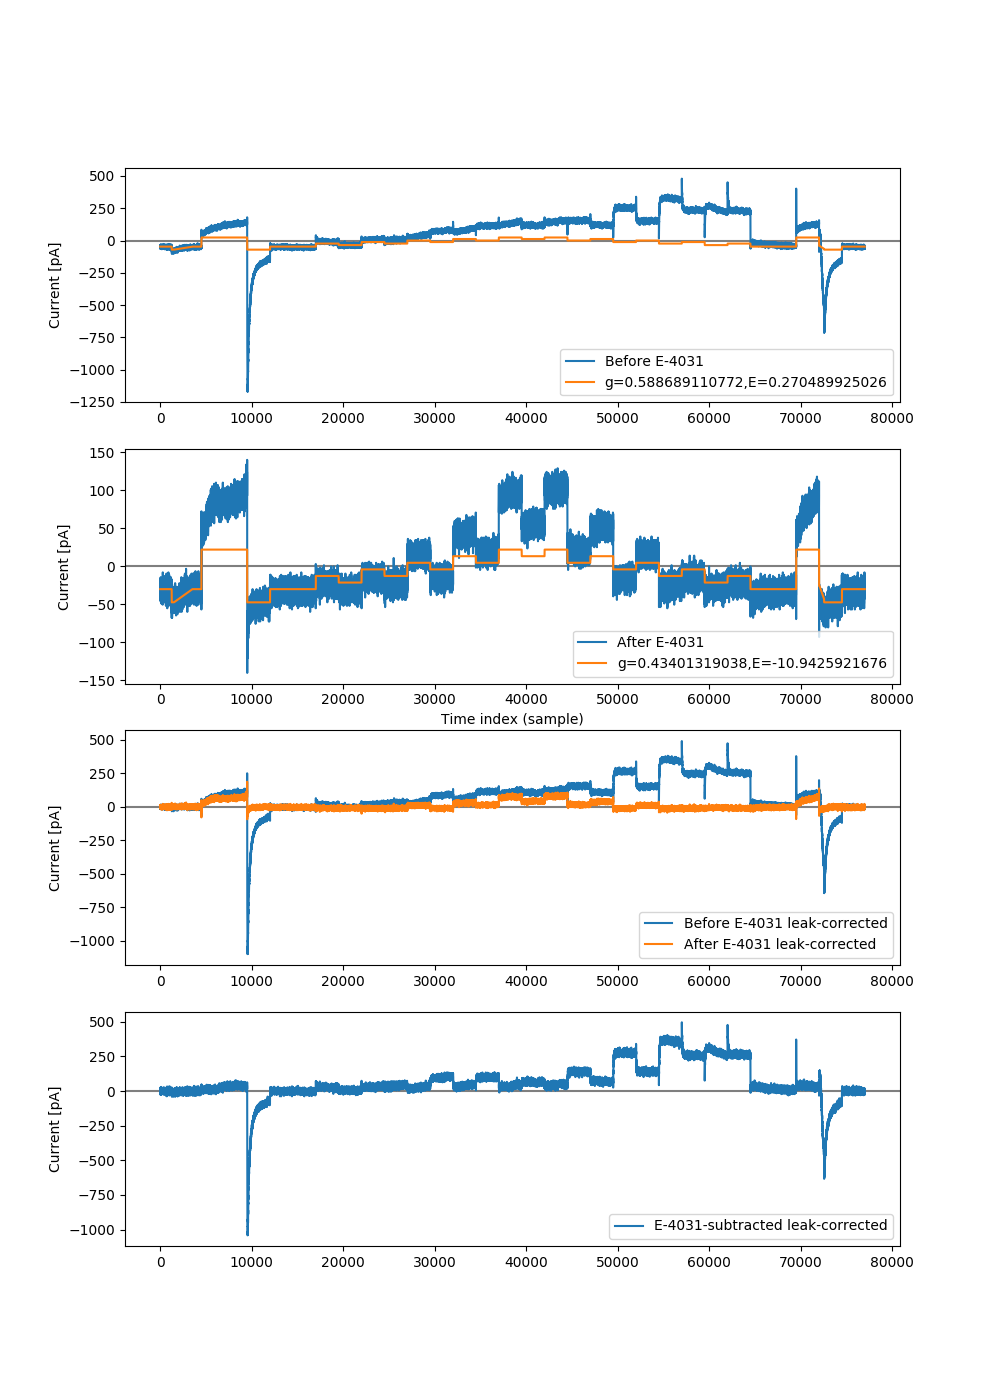 500
250
0
−250
−500
−750
−1000
−1250
Current [pA]
Before E-4031
g=0.588689110772,E=0.270489925026
0 10000 20000 30000 40000 50000 60000 70000 80000
150
100
50
0
−50
−100
−150
Current [pA]
After E-4031
g=0.43401319038,E=-10.9425921676
0 10000 20000 30000 40000 50000 60000 70000 80000
Time index (sample)
500
250
0
−250
−500
−750
−1000
Current [pA]
Before E-4031 leak-corrected
After E-4031 leak-corrected
0 10000 20000 30000 40000 50000 60000 70000 80000
500
250
0
−250
−500
−750
−1000
Current [pA]
E-4031-subtracted leak-corrected
0 10000 20000 30000 40000 50000 60000 70000 80000